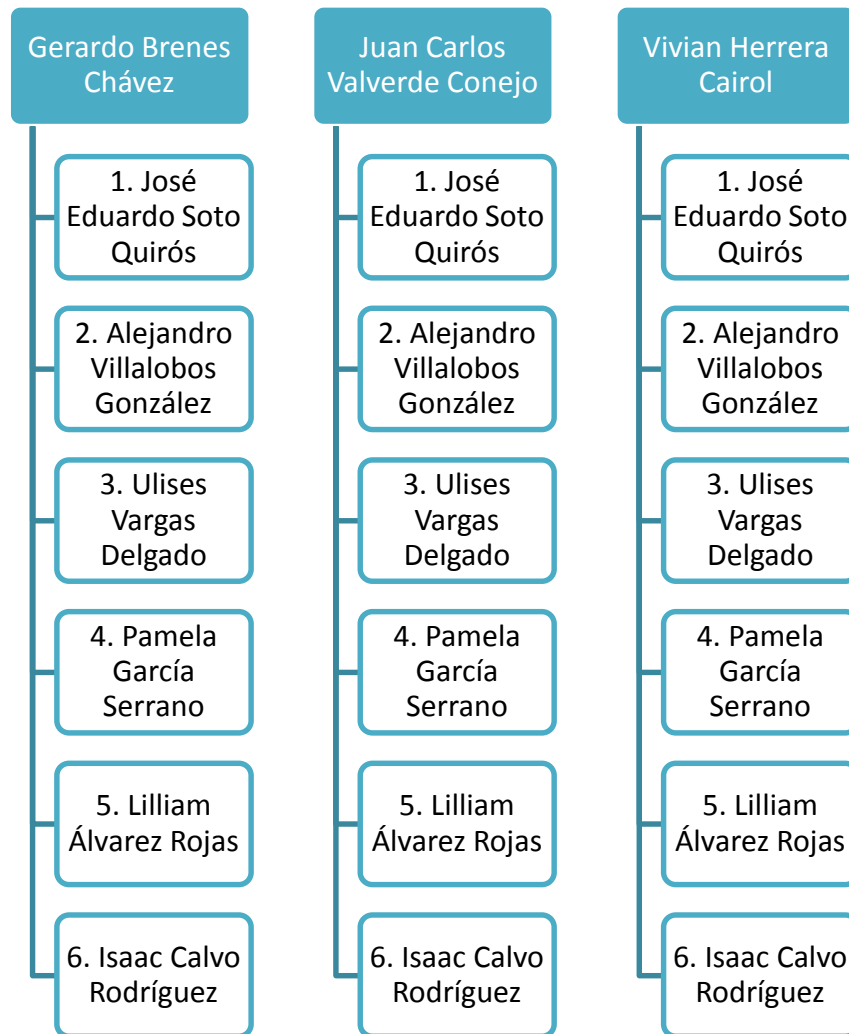 Gerardo Brenes
Chávez
1. José
Eduardo Soto
Quirós
2. Alejandro
Villalobos
González
3. Ulises
Vargas
Delgado
4. Pamela
García
Serrano
5. Lilliam
Álvarez Rojas
6. Isaac Calvo
Rodríguez
Juan Carlos
Valverde Conejo
1. José
Eduardo Soto
Quirós
2. Alejandro
Villalobos
González
3. Ulises
Vargas
Delgado
4. Pamela
García
Serrano
5. Lilliam
Álvarez Rojas
6. Isaac Calvo
Rodríguez
Vivian Herrera
Cairol
1. José
Eduardo Soto
Quirós
2. Alejandro
Villalobos
González
3. Ulises
Vargas
Delgado
4. Pamela
García
Serrano
5. Lilliam
Álvarez Rojas
6. Isaac Calvo
Rodríguez